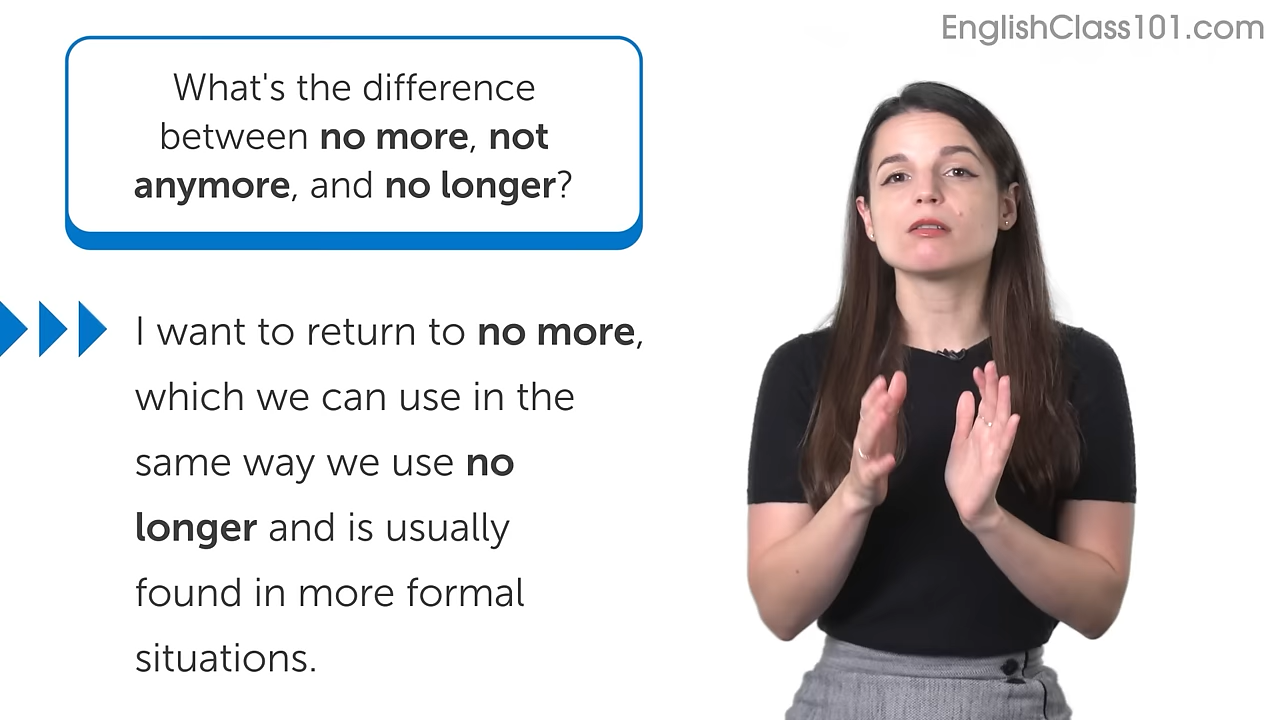 EnglishClass101.com
What's the difference
between no more, not
anymore, and no longer?
I want to return to no more,
which we can use in the
same way we use no
longer and is usually
found in more formal
situations.